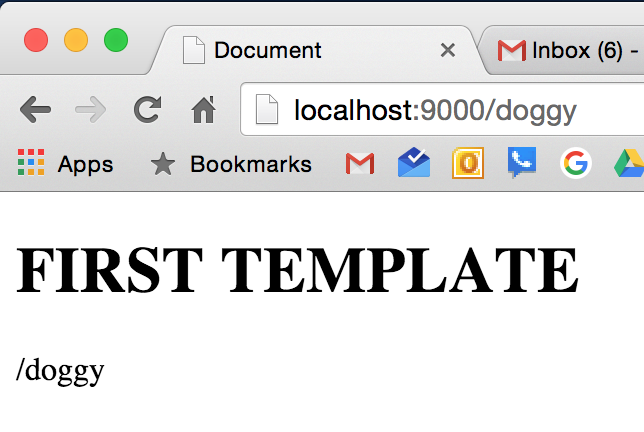 Document
Inbox (6) -
localhost:9000/doggy
Apps
Bookmarks
FIRST TEMPLATE
/doggy